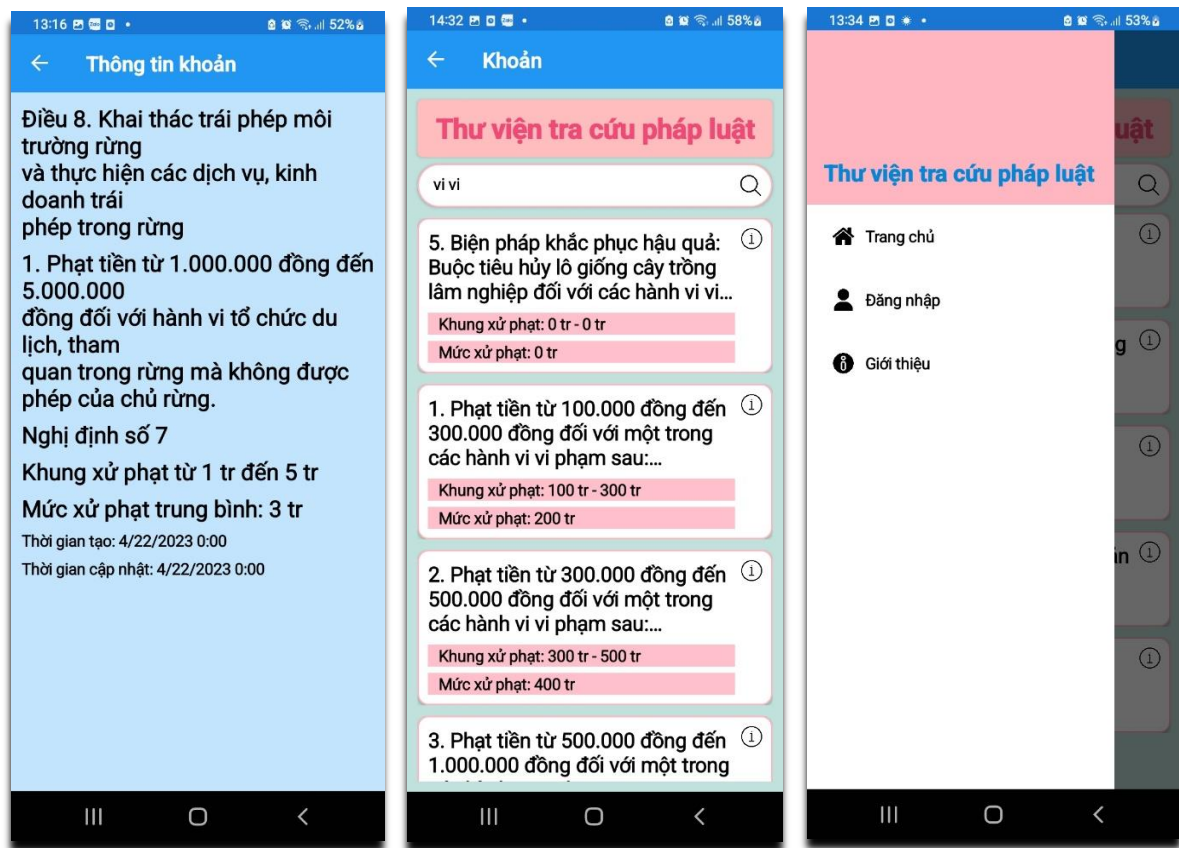 13:16
52%
Thông tin khoản
Điều 8. Khai thác trái phép môi
trường rừng
và thực hiện các dịch vụ, kinh
doanh trái
phép trong rừng
1. Phạt tiền từ 1.000.000 đồng đến
5.000.000
đồng đối với hành vi tổ chức du
lịch, tham
quan trong rừng mà không được
phép của chủ rừng.
Nghị định số 7
Khung xử phạt từ 1 tr đến 5 tr
Mức xử phạt trung bình: 3 tr
Thời gian tạo: 4/22/2023 0:00
Thời gian cập nhật: 4/22/2023 0:00
14:32
58%
Khoản
Thư viện tra cứu pháp luật
vi vi
5. Biện pháp khắc phục hậu quả:
Buộc tiêu hủy lô giống cây trồng
lâm nghiệp đối với các hành vi vi...
Khung xử phạt: 0 tr - 0 tr
Mức xử phạt: 0 tr
1. Phạt tiền từ 100.000 đồng đến
300.000 đồng đối với một trong
các hành vi vi phạm sau:...
Khung xử phạt: 100 tr - 300 tr
Mức xử phạt: 200 tr
2. Phạt tiền từ 300.000 đồng đến
500.000 đồng đối với một trong
các hành vi vi phạm sau:...
Khung xử phạt: 300 tr - 500 tr
Mức xử phạt: 400 tr
3. Phạt tiền từ 500.000 đồng đến
1.000.000 đồng đối với một trong
13:34
53%
Thư viện tra cứu pháp luật
uật
Trang chủ
Đăng nhập
g
Giới thiệu